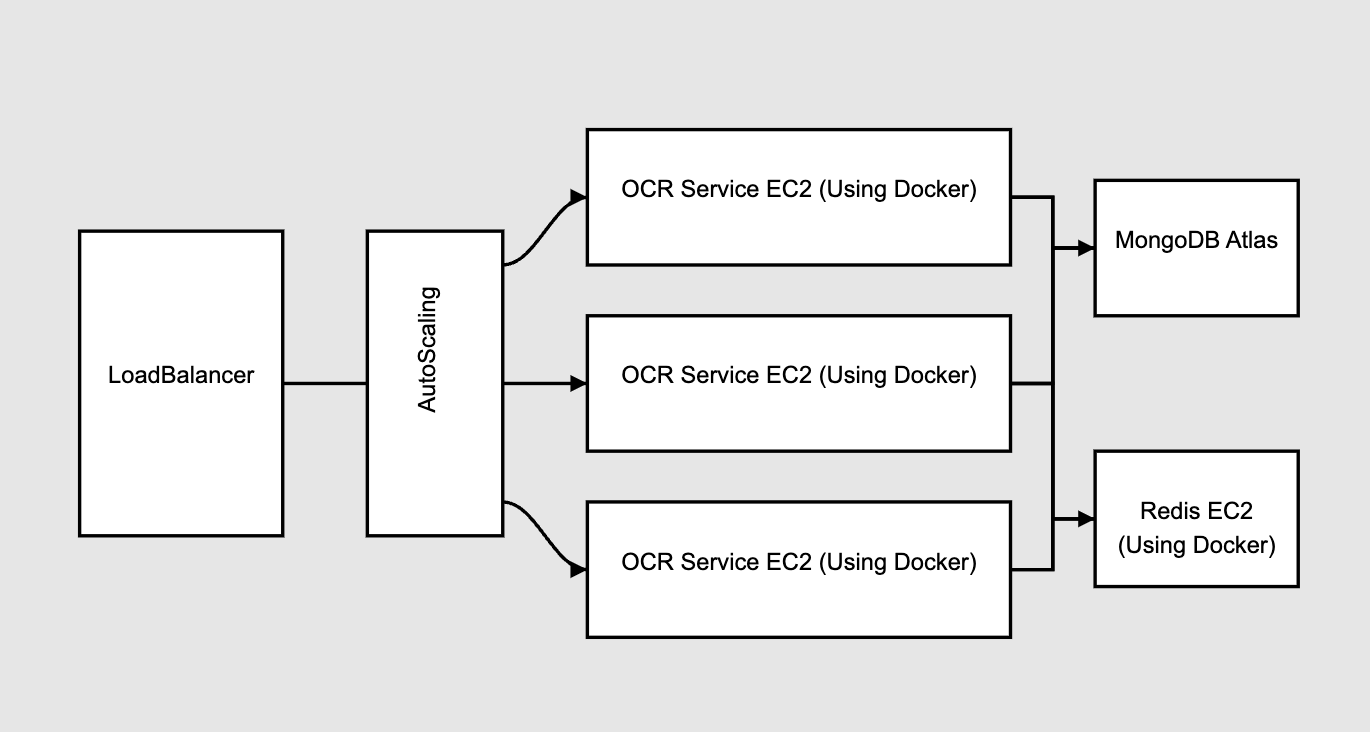 LoadBalancer
AutoScaling
OCR Service EC2 (Using Docker)
OCR Service EC2 (Using Docker)
OCR Service EC2 (Using Docker)
MongoDB Atlas
Redis EC2
(Using Docker)